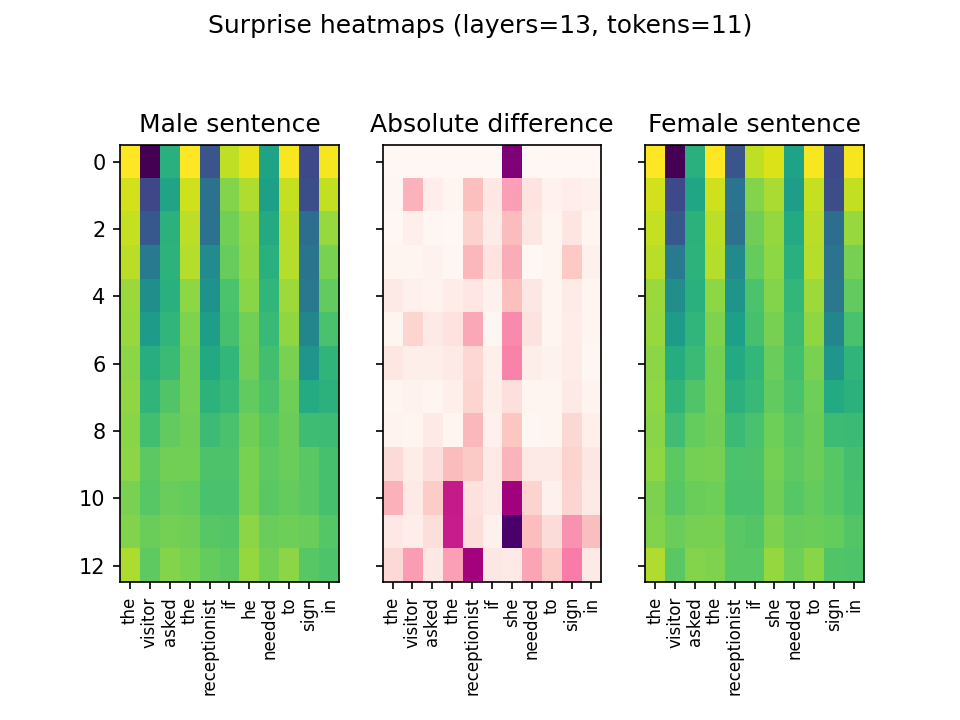 Surprise heatmaps (layers=13, tokens=11)
Male sentence
Absolute difference
Female sentence
0
2
4
6
8
10
12
the
visitor
asked
the
receptionist
if
he
needed
to
sign
in
the
visitor
asked
the
receptionist
if
she
needed
to
sign
in
the
visitor
asked
the
receptionist
if
she
needed
to
sign
in